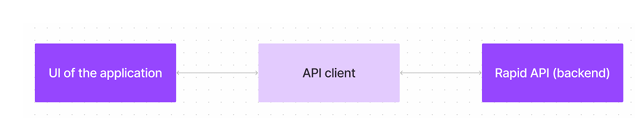 UI of the application
API client
Rapid API (backend)